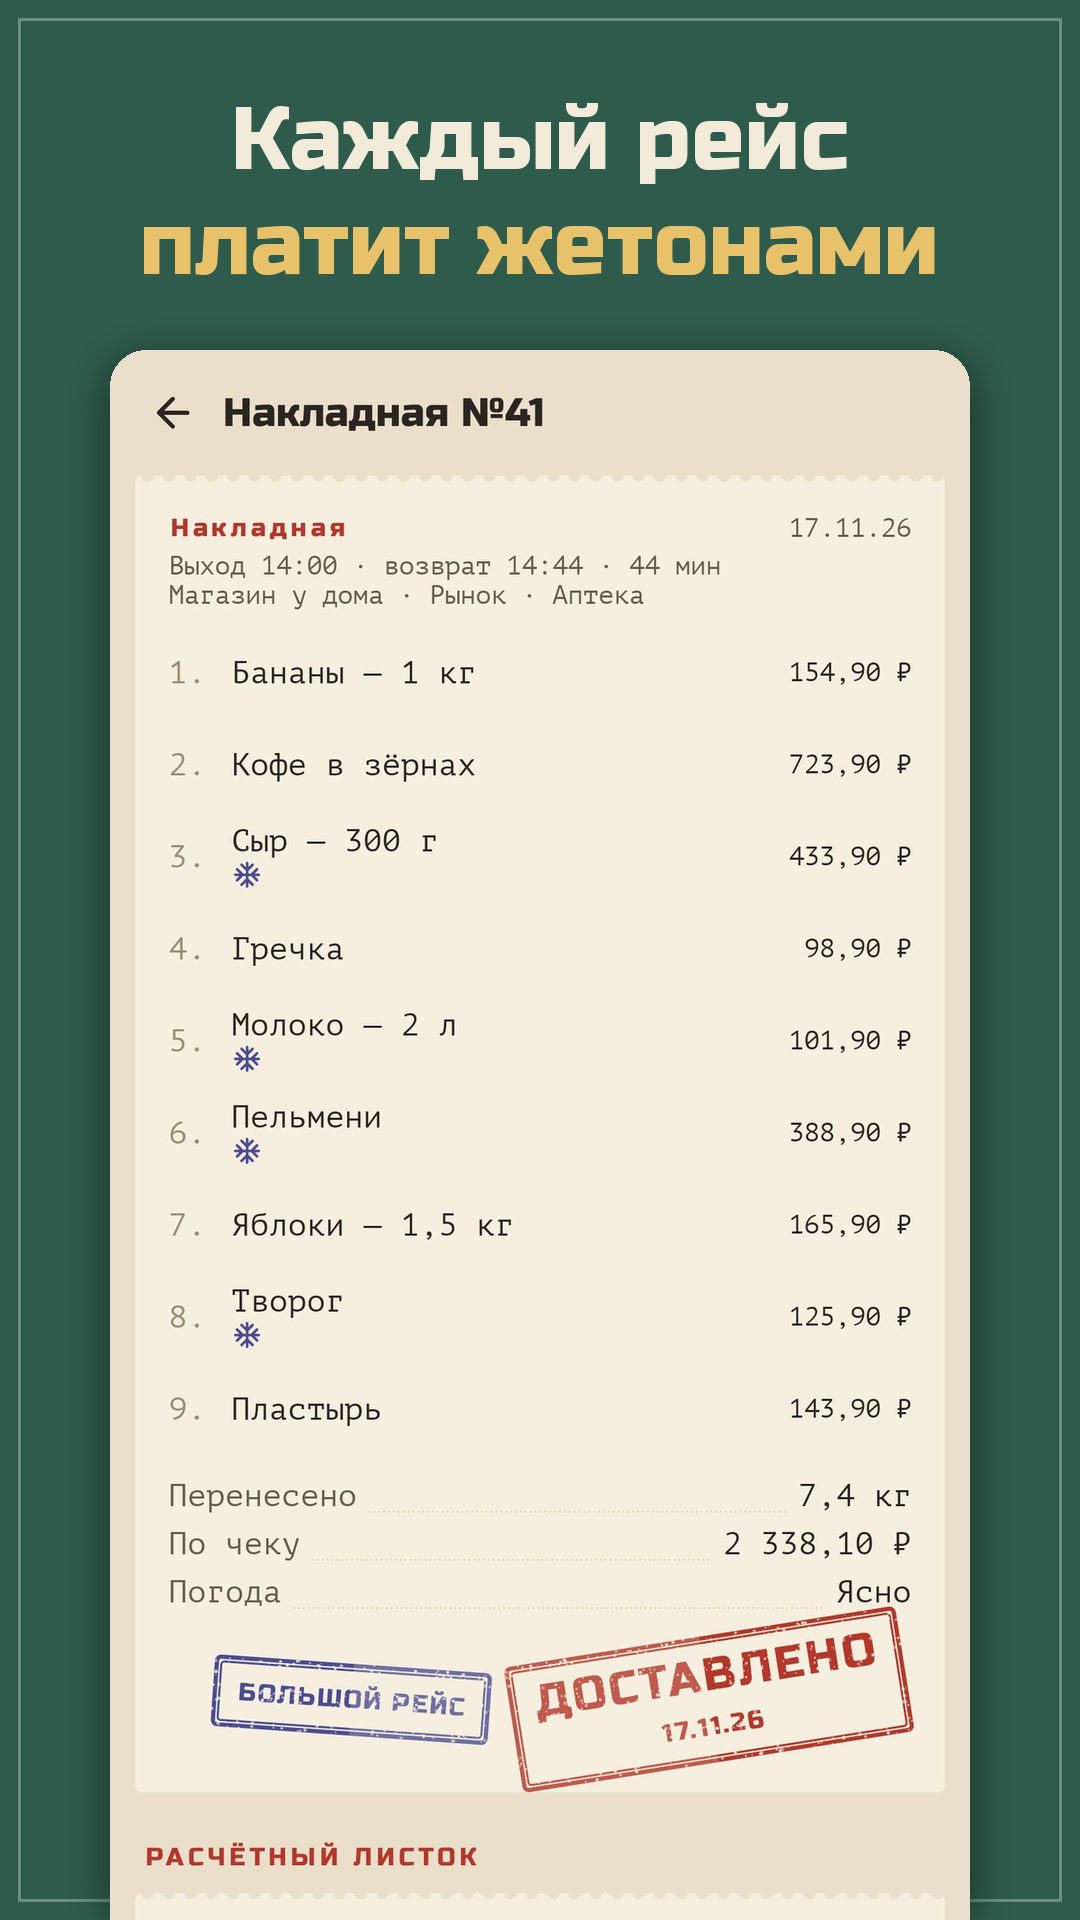 Каждый рейс
платит жетонами
Накладная №41
Накладная 17.11.26
Выход 14:00 · возврат 14:44 · 44 мин
Магазин у дома · Рынок · Аптека
1. Бананы — 1 кг 154,90 ₽
2. Кофе в зёрнах 723,90 ₽
3. Сыр — 300 г 433,90 ₽
4. Гречка 98,90 ₽
5. Молоко — 2 л 101,90 ₽
6. Пельмени 388,90 ₽
7. Яблоки — 1,5 кг 165,90 ₽
8. Творог 125,90 ₽
9. Пластырь 143,90 ₽
Перенесено 7,4 кг
По чеку 2 338,10 ₽
Погода Ясно
БОЛЬШОЙ РЕЙС
ДОСТАВЛЕНО
17.11.26
РАСЧЁТНЫЙ ЛИСТОК